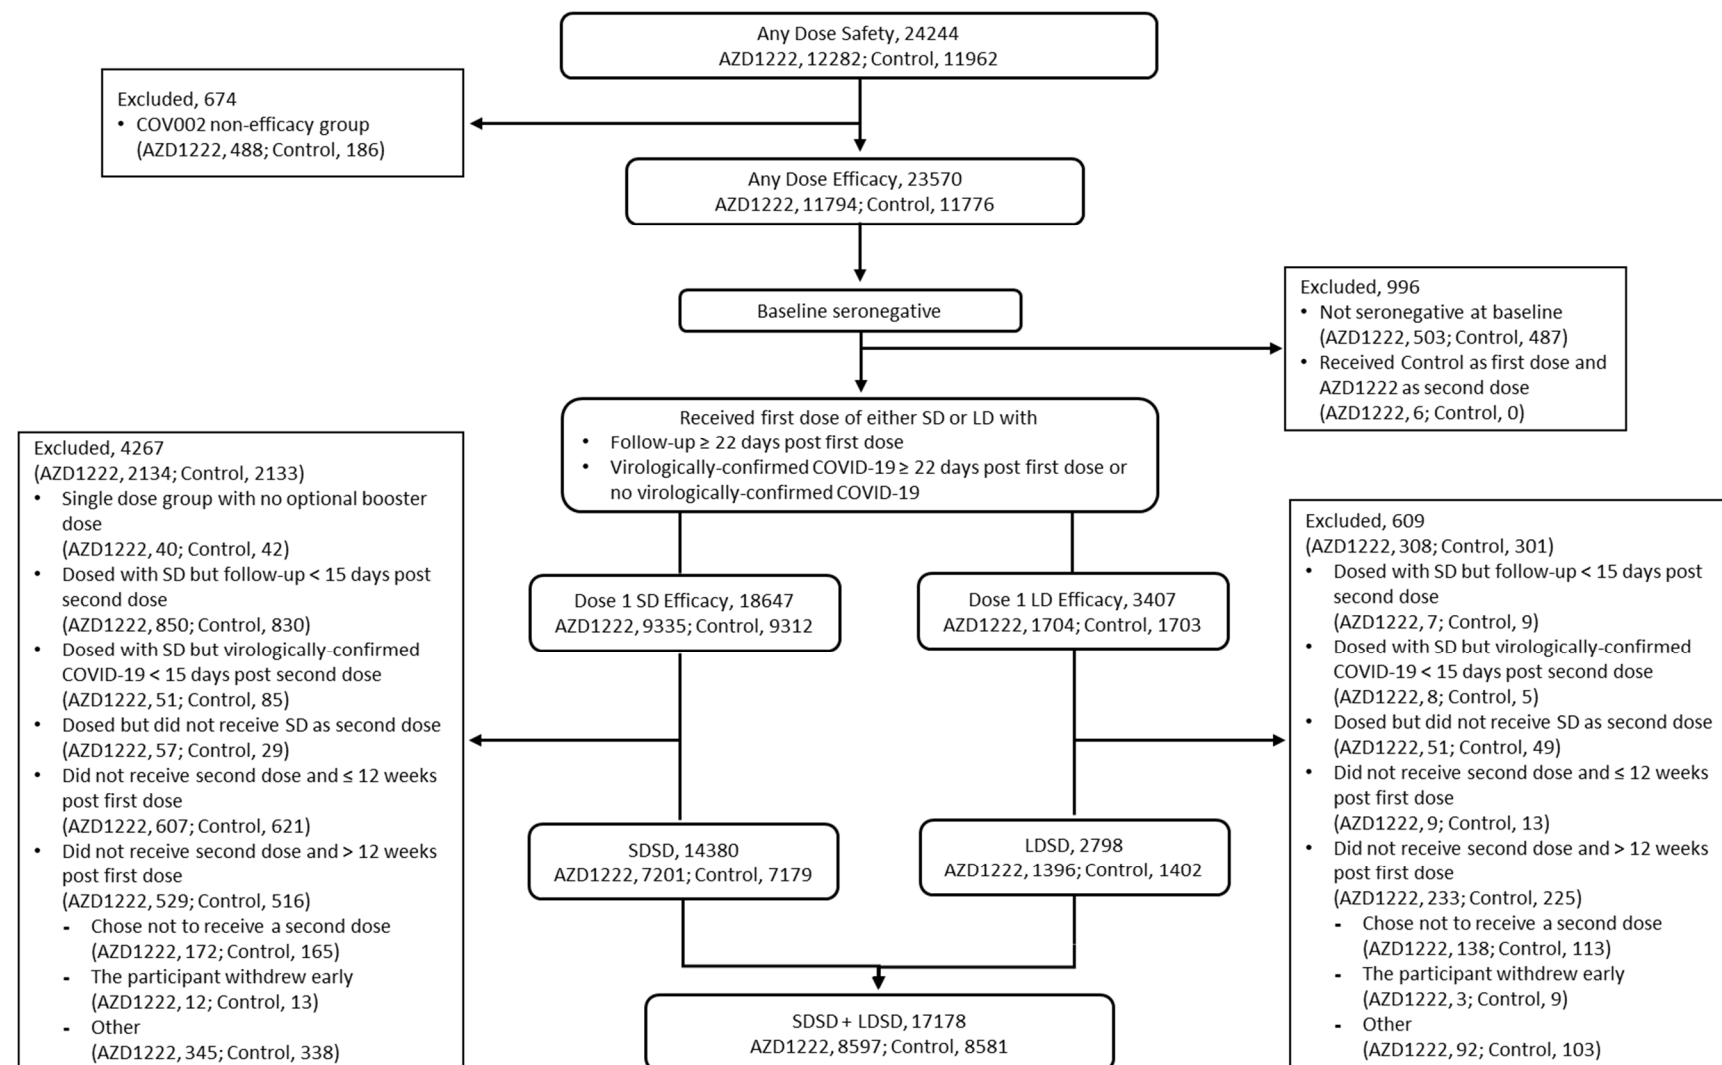 Any Dose Safety, 24244
AZD1222, 12282; Control, 11962
Excluded, 674
• COV002 non-efficacy group
(AZD1222, 488; Control, 186)
Any Dose Efficacy, 23570
AZD1222, 11794; Control, 11776
Baseline seronegative
Excluded, 996
• Not seronegative at baseline
(AZD1222, 503; Control, 487)
• Received Control as first dose and
AZD1222 as second dose
(AZD1222, 6; Control, 0)
Received first dose of either SD or LD with
• Follow-up ≥ 22 days post first dose
• Virologically-confirmed COVID-19 ≥ 22 days post first dose or
no virologically-confirmed COVID-19
Excluded, 4267
(AZD1222, 2134; Control, 2133)
• Single dose group with no optional booster
dose
(AZD1222, 40; Control, 42)
• Dosed with SD but follow-up < 15 days post
second dose
(AZD1222, 850; Control, 830)
• Dosed with SD but virologically-confirmed
COVID-19 < 15 days post second dose
(AZD1222, 51; Control, 85)
• Dosed but did not receive SD as second dose
(AZD1222, 57; Control, 29)
• Did not receive second dose and ≤ 12 weeks
post first dose
(AZD1222, 607; Control, 621)
• Did not receive second dose and > 12 weeks
post first dose
(AZD1222, 529; Control, 516)
- Chose not to receive a second dose
(AZD1222, 172; Control, 165)
- The participant withdrew early
(AZD1222, 12; Control, 13)
- Other
(AZD1222, 345; Control, 338)
Dose 1 SD Efficacy, 18647
AZD1222, 9335; Control, 9312
Dose 1 LD Efficacy, 3407
AZD1222, 1704; Control, 1703
Excluded, 609
(AZD1222, 308; Control, 301)
• Dosed with SD but follow-up < 15 days post
second dose
(AZD1222, 7; Control, 9)
• Dosed with SD but virologically-confirmed
COVID-19 < 15 days post second dose
(AZD1222, 8; Control, 5)
• Dosed but did not receive SD as second dose
(AZD1222, 51; Control, 49)
• Did not receive second dose and ≤ 12 weeks
post first dose
(AZD1222, 9; Control, 13)
• Did not receive second dose and > 12 weeks
post first dose
(AZD1222, 233; Control, 225)
- Chose not to receive a second dose
(AZD1222, 138; Control, 113)
- The participant withdrew early
(AZD1222, 3; Control, 9)
- Other
(AZD1222, 92; Control, 103)
SDSD, 14380
AZD1222, 7201; Control, 7179
LDSD, 2798
AZD1222, 1396; Control, 1402
SDSD + LDSD, 17178
AZD1222, 8597; Control, 8581